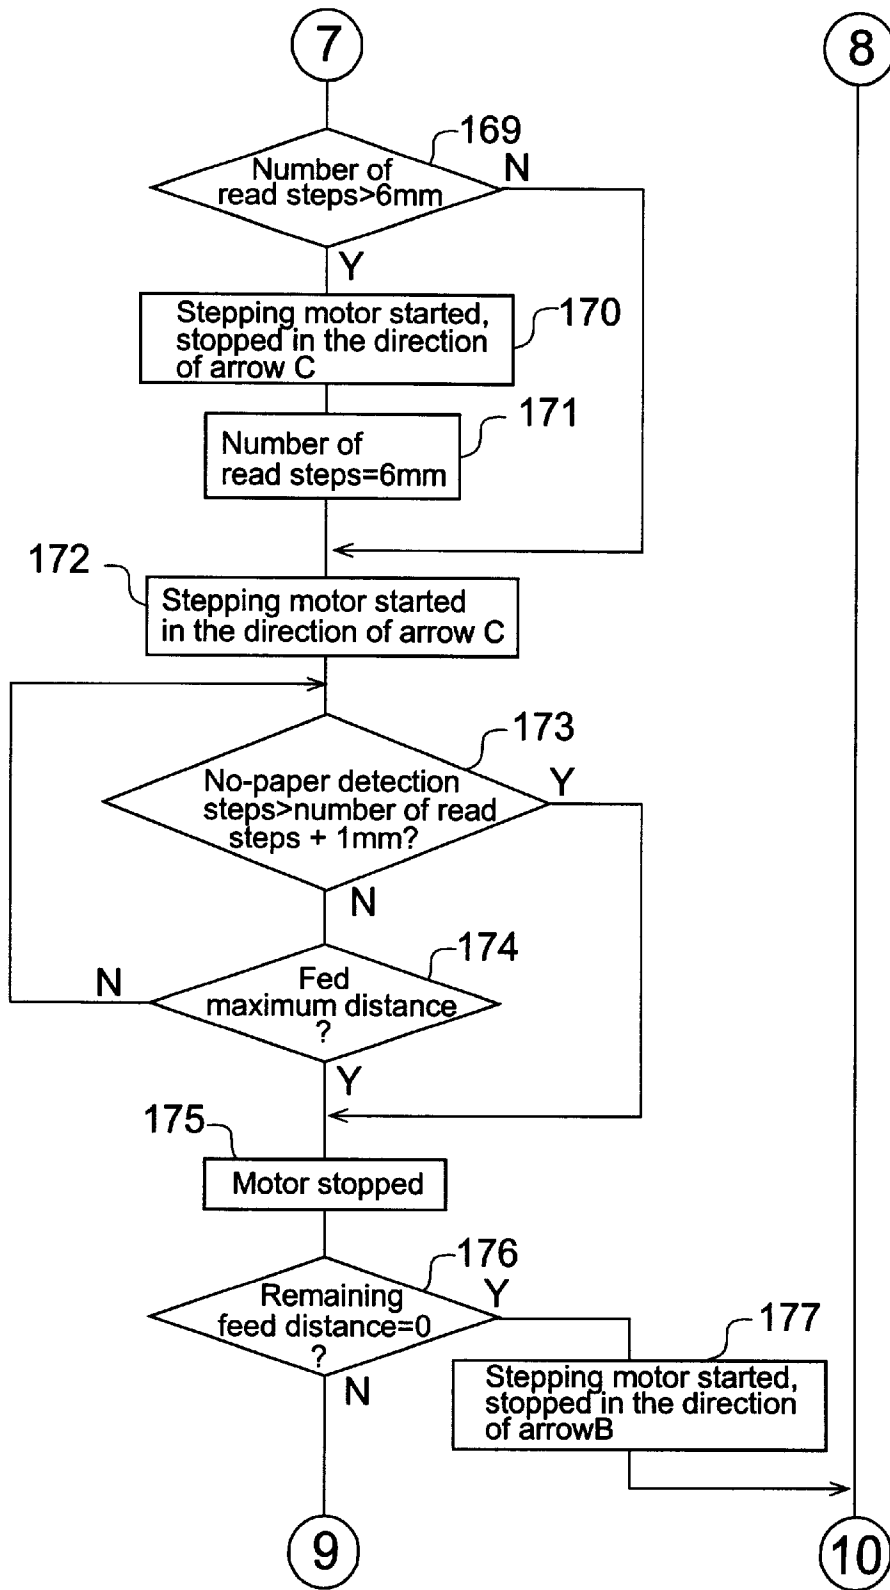 7
8
169
Number of
read steps>6mm
N
Y
Stepping motor started,
stopped in the direction
of arrow C
170
171
Number of
read steps=6mm
172
Stepping motor started
in the direction of arrow C
173
No-paper detection
steps>number of read
steps + 1mm?
Y
N
174
N
Fed
maximum distance
?
Y
175
Motor stopped
176
Remaining
feed distance=0
?
Y
N
177
Stepping motor started,
stopped in the direction
of arrowB
9
10